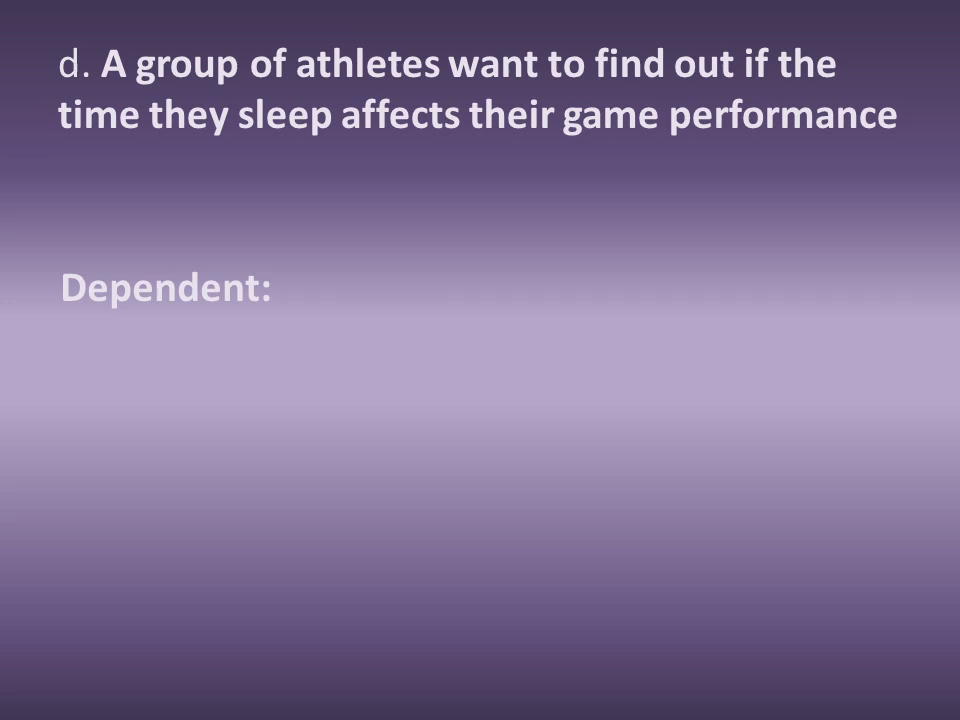 d. A group of athletes want to find out if the
time they sleep affects their game performance
Dependent: